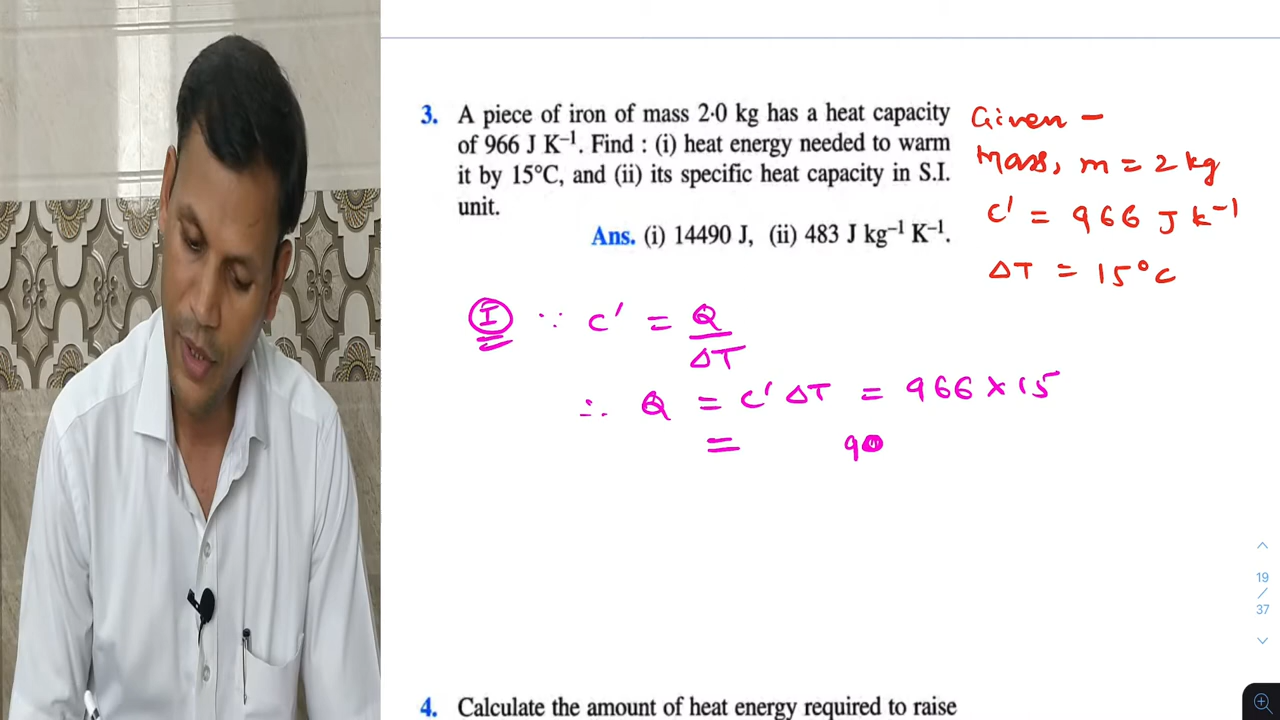 3. A piece of iron of mass 2·0 kg has a heat capacity
of 966 J K⁻¹. Find : (i) heat energy needed to warm
it by 15°C, and (ii) its specific heat capacity in S.I.
unit.
Ans. (i) 14490 J, (ii) 483 J kg⁻¹ K⁻¹.
Given -
Mass, m = 2 kg
C' = 966 J k⁻¹
ΔT = 15°C
I ∵ C' = Q/ΔT
∴ Q = C' ΔT = 966 × 15
= 9
4. Calculate the amount of heat energy required to raise
19
/
37